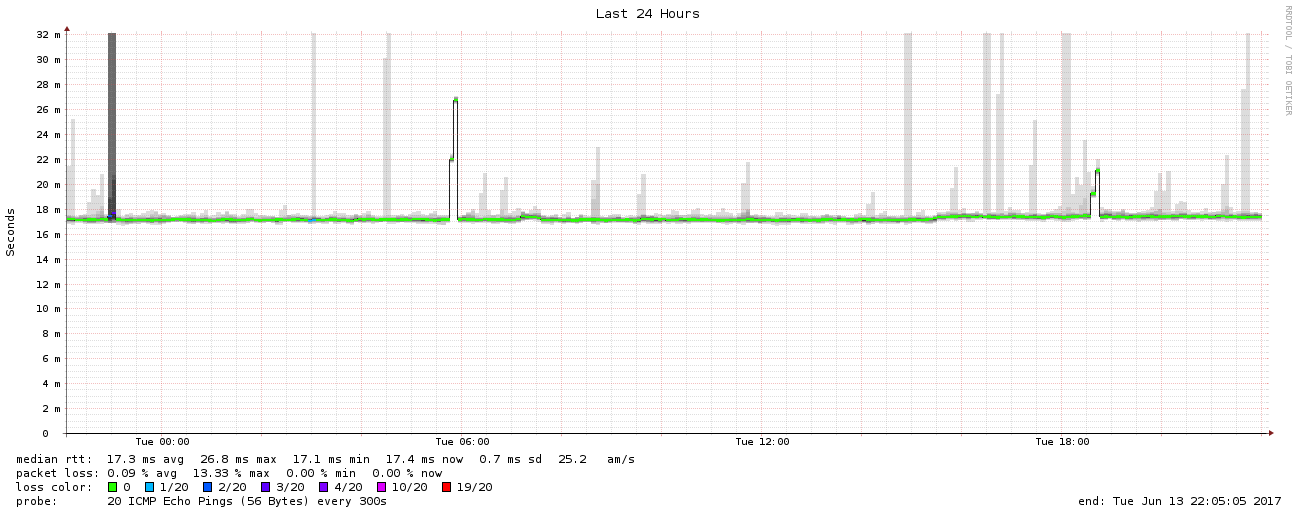 Last 24 Hours
RRDTOOL / TOBI OETIKER
Seconds
32 m
30 m
28 m
26 m
24 m
22 m
20 m
18 m
16 m
14 m
12 m
10 m
8 m
6 m
4 m
2 m
0
Tue 00:00 Tue 06:00 Tue 12:00 Tue 18:00
median rtt: 17.3 ms avg 26.8 ms max 17.1 ms min 17.4 ms now 0.7 ms sd 25.2 am/s
packet loss: 0.09 % avg 13.33 % max 0.00 % min 0.00 % now
loss color: 0 1/20 2/20 3/20 4/20 10/20 19/20
probe: 20 ICMP Echo Pings (56 Bytes) every 300s end: Tue Jun 13 22:05:05 2017